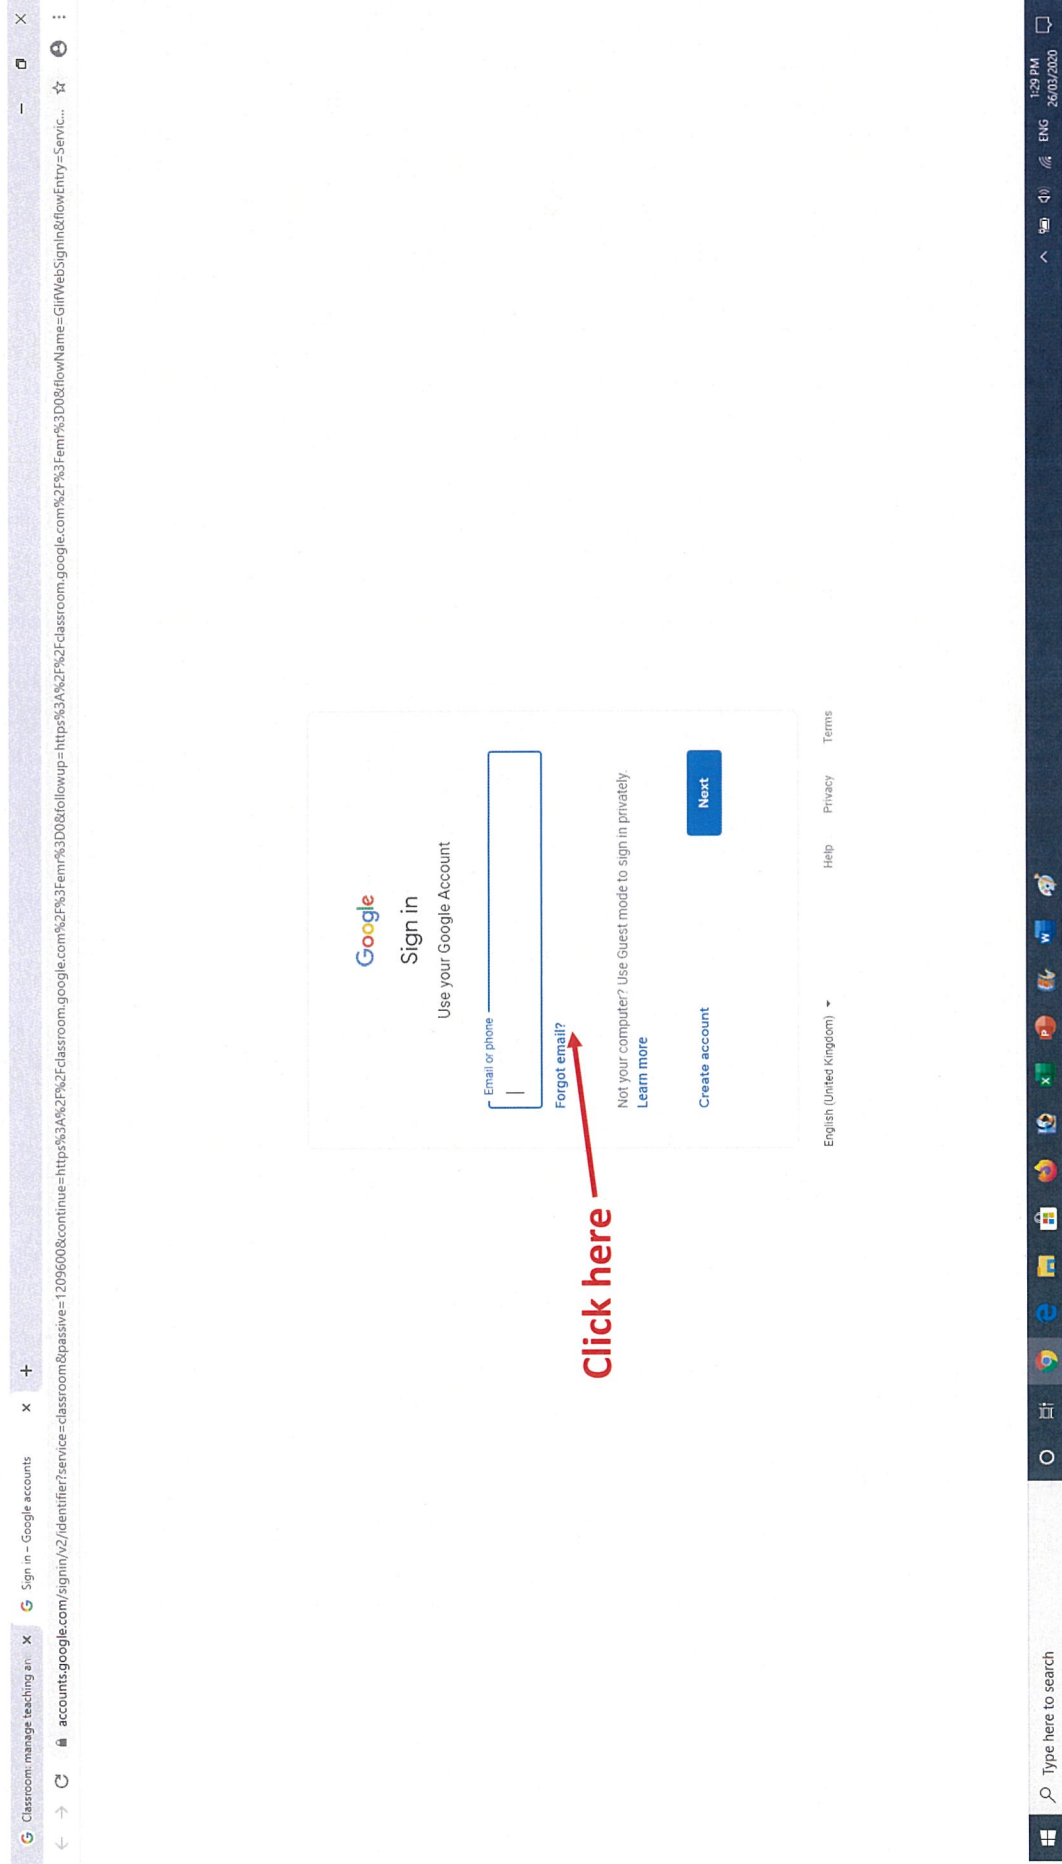 Classroom: manage teaching an
Sign in – Google accounts
accounts.google.com/signin/v2/identifier?service=classroom&passive=1209600&continue=https%3A%2F%2Fclassroom.google.com%2F%3Femr%3D0&followup=https%3A%2F%2Fclassroom.google.com%2F%3Femr%3D0&flowName=GlifWebSignIn&flowEntry=Servic...
Google
Sign in
Use your Google Account
Email or phone
Forgot email?
Click here
Not your computer? Use Guest mode to sign in privately.
Learn more
Create account
Next
English (United Kingdom)
Help
Privacy
Terms
Type here to search
ENG
1:29 PM
26/03/2020